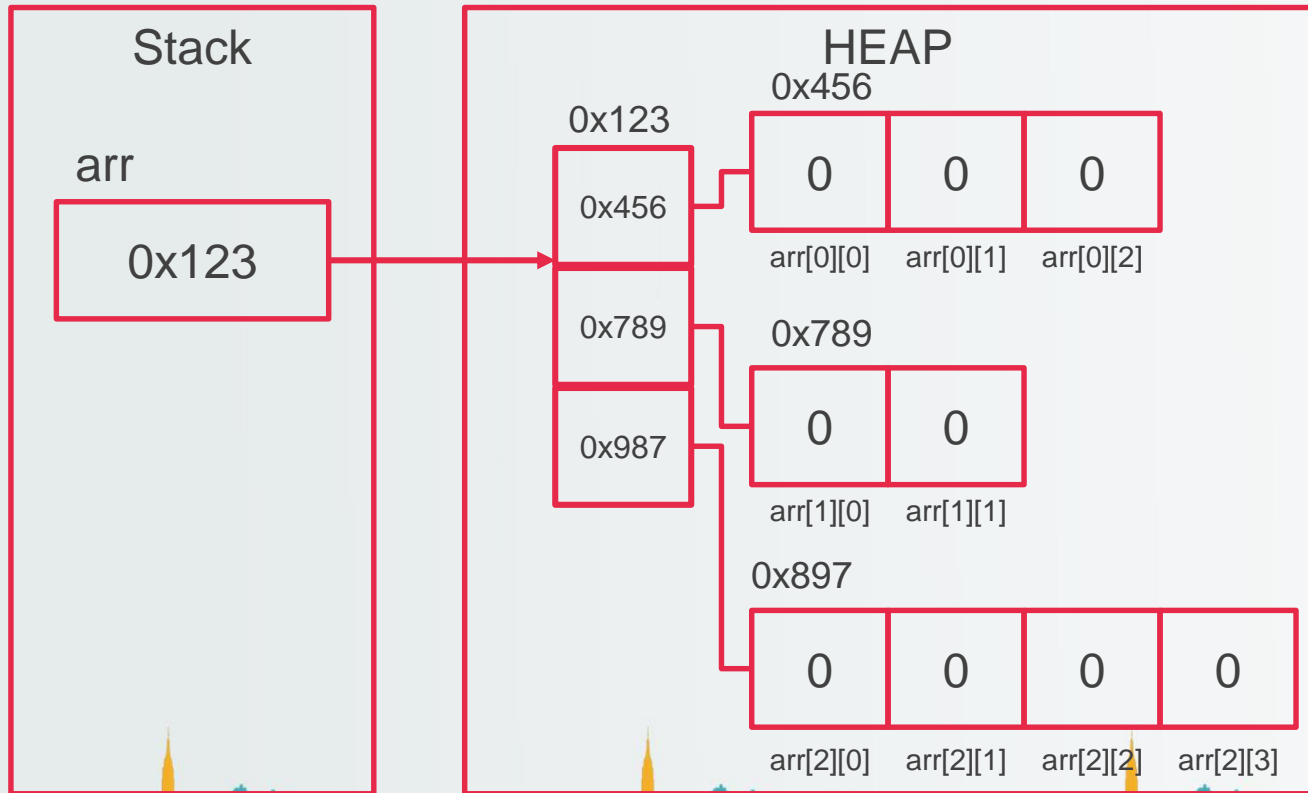 Stack
HEAP
arr
0x123
0x123
0x456
0x789
0x987
0x456
0 0 0
arr[0][0] arr[0][1] arr[0][2]
0x789
0 0
arr[1][0] arr[1][1]
0x897
0 0 0 0
arr[2][0] arr[2][1] arr[2][2] arr[2][3]